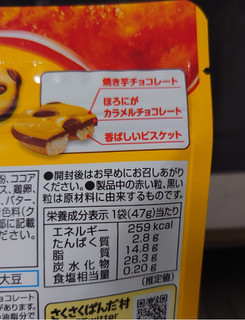 焼き芋チョコレート
ほろにが
カラメルチョコレート
香ばしいビスケット
●開封後はお早めにお召しあがり
ください。●製品中の赤い粒、黒い
粒は原材料に由来するものです。
粉、ココア
ス、鶏卵、
、バター、
色料(ク
大豆
栄養成分表示 1袋(47g)当たり
エネルギー 259 kcal
たんぱく質 2.8 g
脂質 14.8 g
炭水化物 28.3 g
食塩相当量 0.20 g
(推定値)
さくさくぱんだ村